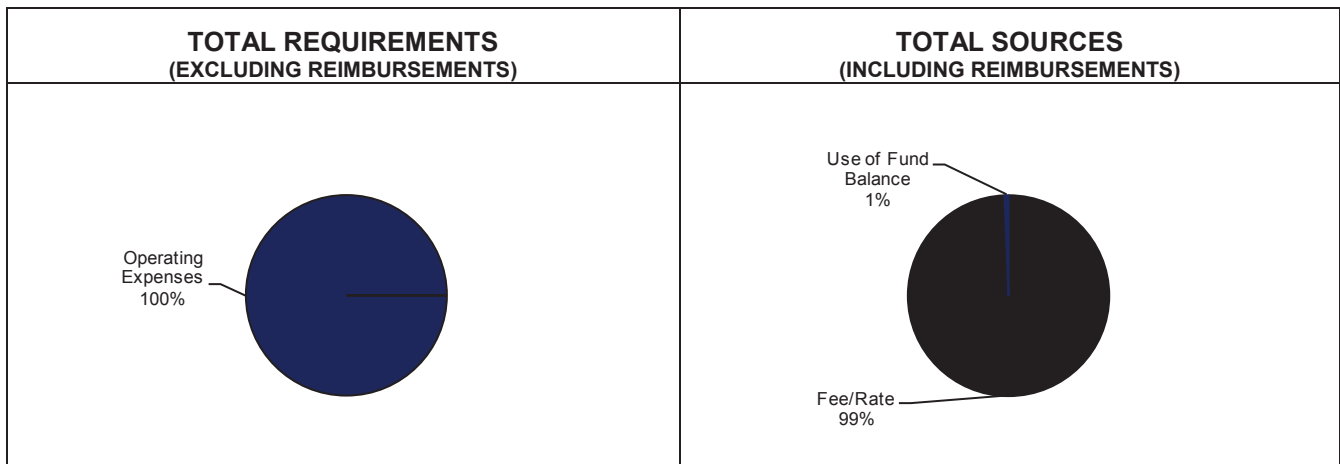 TOTAL REQUIREMENTS
(EXCLUDING REIMBURSEMENTS)
Operating
Expenses
100%
TOTAL SOURCES
(INCLUDING REIMBURSEMENTS)
Use of Fund
Balance
1%
Fee/Rate
99%